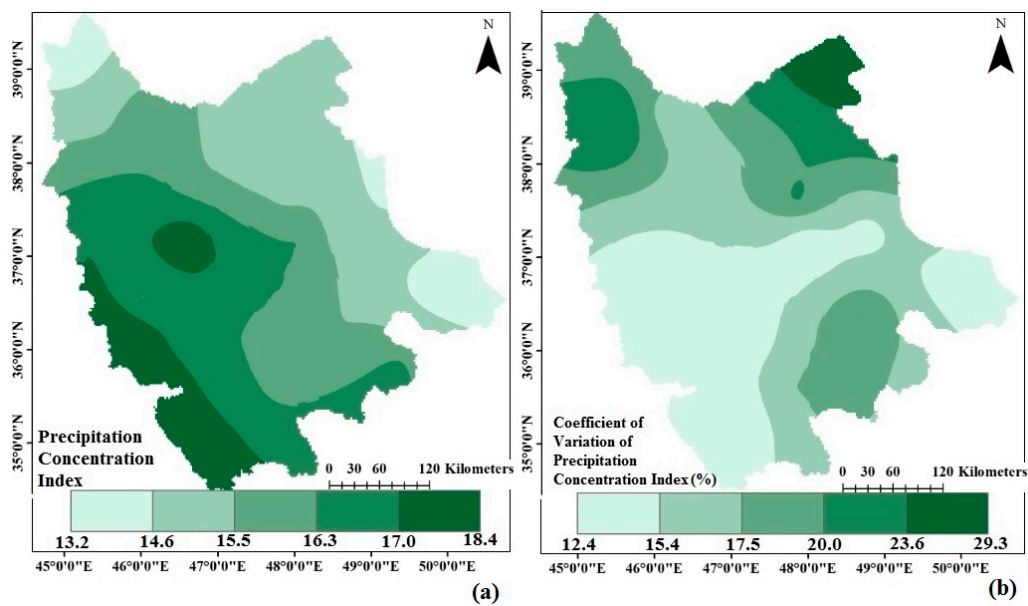 N
39°0'0"N
38°0'0"N
37°0'0"N
36°0'0"N
35°0'0"N
Precipitation
Concentration
Index
0 30 60 120 Kilometers
13.2 14.6 15.5 16.3 17.0 18.4
45°0'0"E 46°0'0"E 47°0'0"E 48°0'0"E 49°0'0"E 50°0'0"E
(a)
N
39°0'0"N
38°0'0"N
37°0'0"N
36°0'0"N
35°0'0"N
Coefficient of
Variation of
Precipitation
Concentration Index (%)
0 30 60 120 Kilometers
12.4 15.4 17.5 20.0 23.6 29.3
45°0'0"E 46°0'0"E 47°0'0"E 48°0'0"E 49°0'0"E 50°0'0"E
(b)